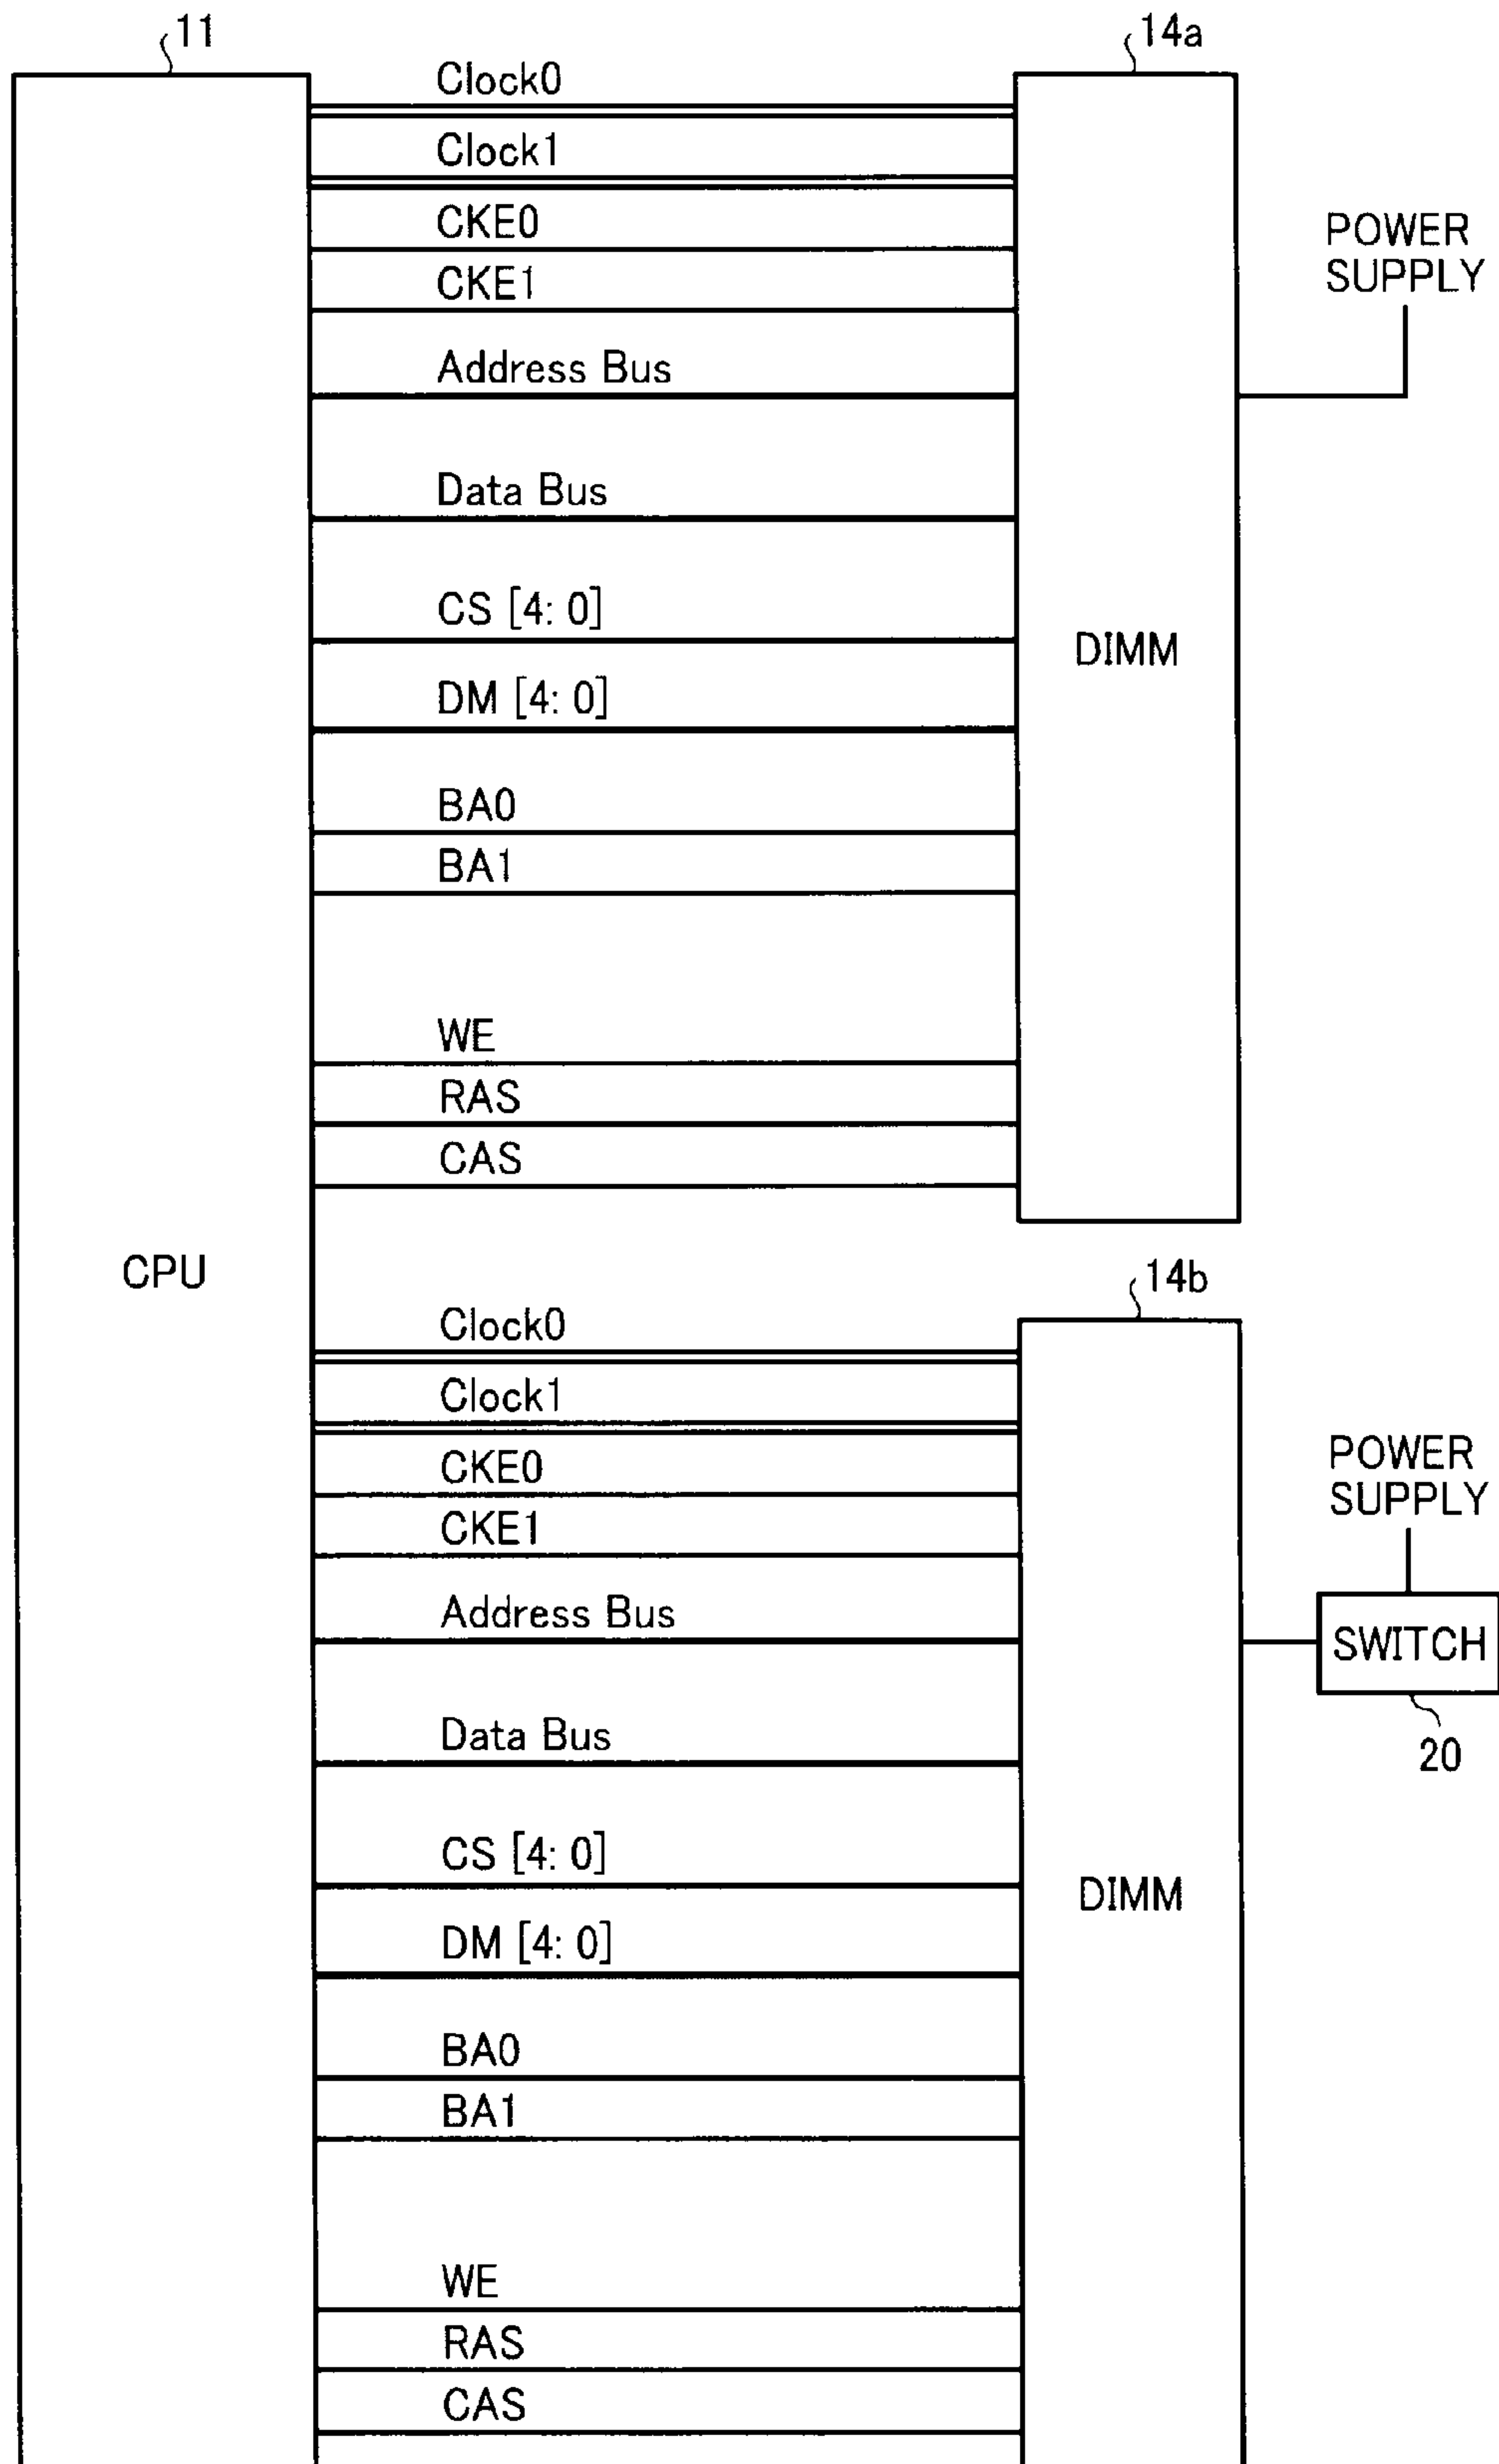 11
14a
Clock0
Clock1
CKE0
CKE1
Address Bus
Data Bus
CS [4: 0]
DM [4: 0]
BA0
BA1
WE
RAS
CAS
DIMM
POWER
SUPPLY
CPU
14b
Clock0
Clock1
CKE0
CKE1
Address Bus
Data Bus
CS [4: 0]
DM [4: 0]
BA0
BA1
WE
RAS
CAS
DIMM
POWER
SUPPLY
SWITCH
20